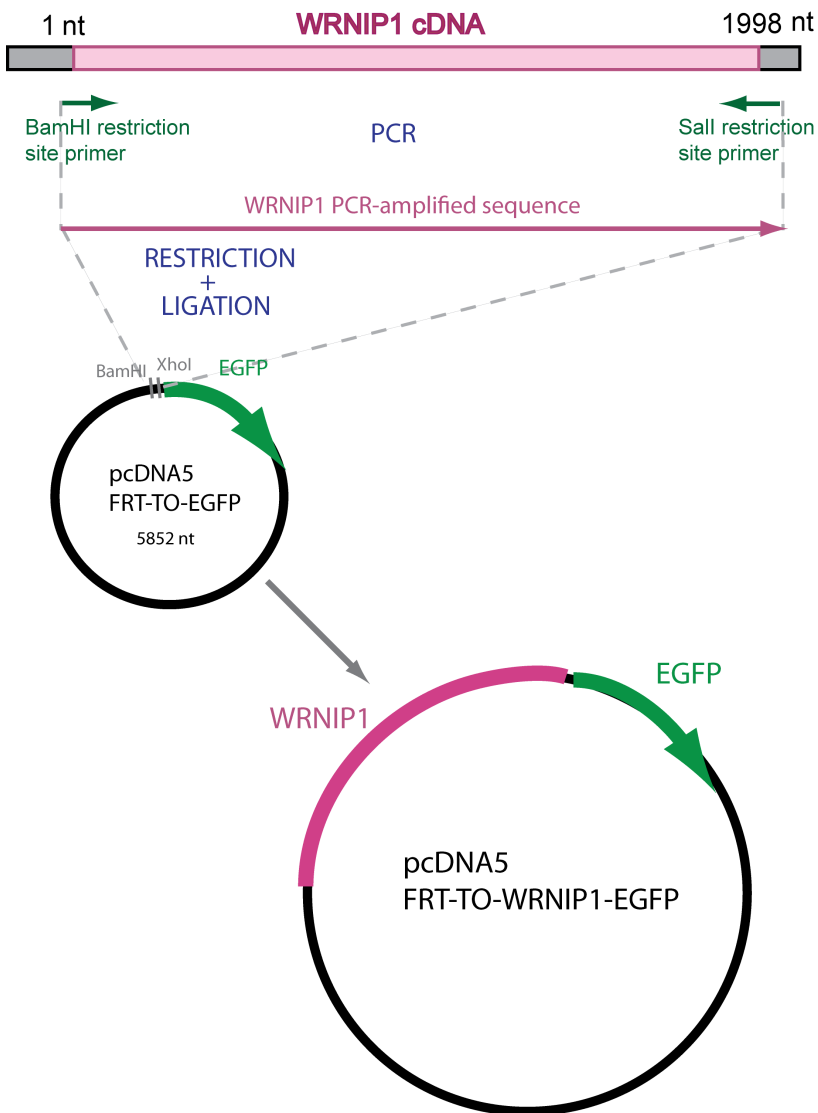 1 nt
WRNIP1 cDNA
1998 nt
BamHI restriction
site primer
PCR
SalI restriction
site primer
WRNIP1 PCR-amplified sequence
RESTRICTION
+
LIGATION
BamHI
XhoI
EGFP
pcDNA5
FRT-TO-EGFP
5852 nt
WRNIP1
EGFP
pcDNA5
FRT-TO-WRNIP1-EGFP